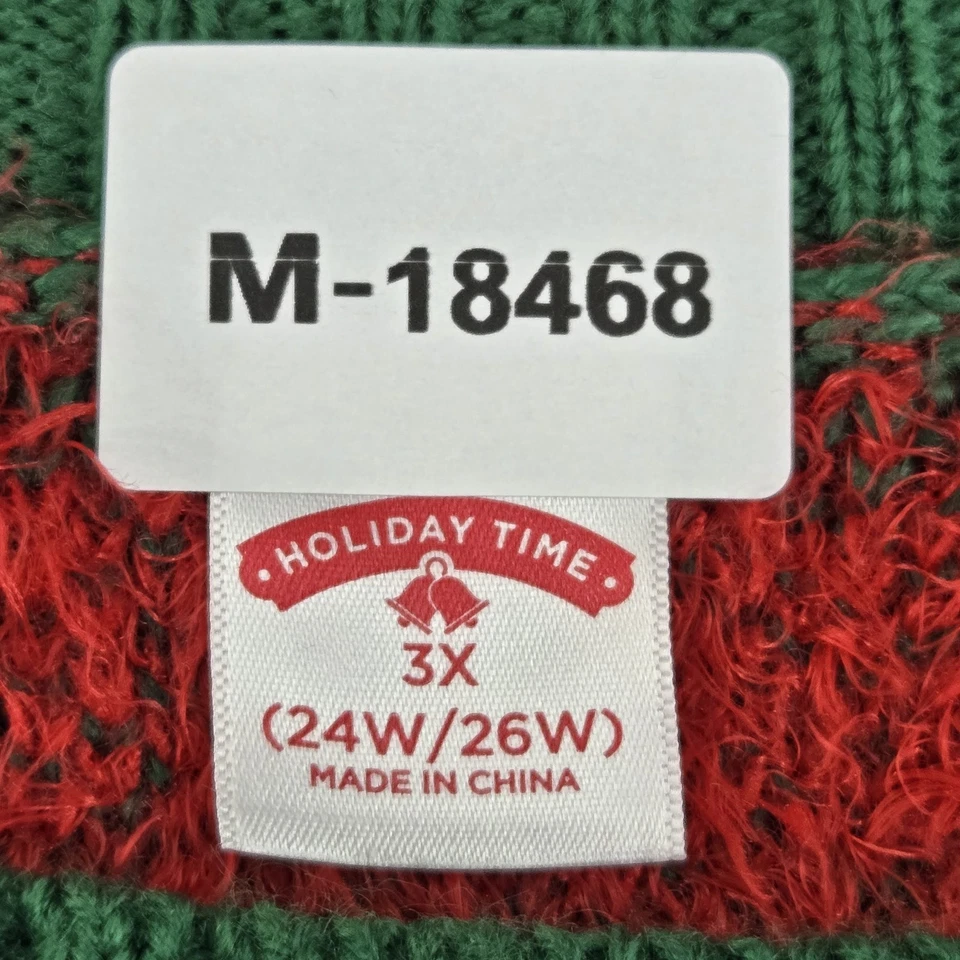 M-18468
• HOLIDAY TIME •
3X
(24W/26W)
MADE IN CHINA